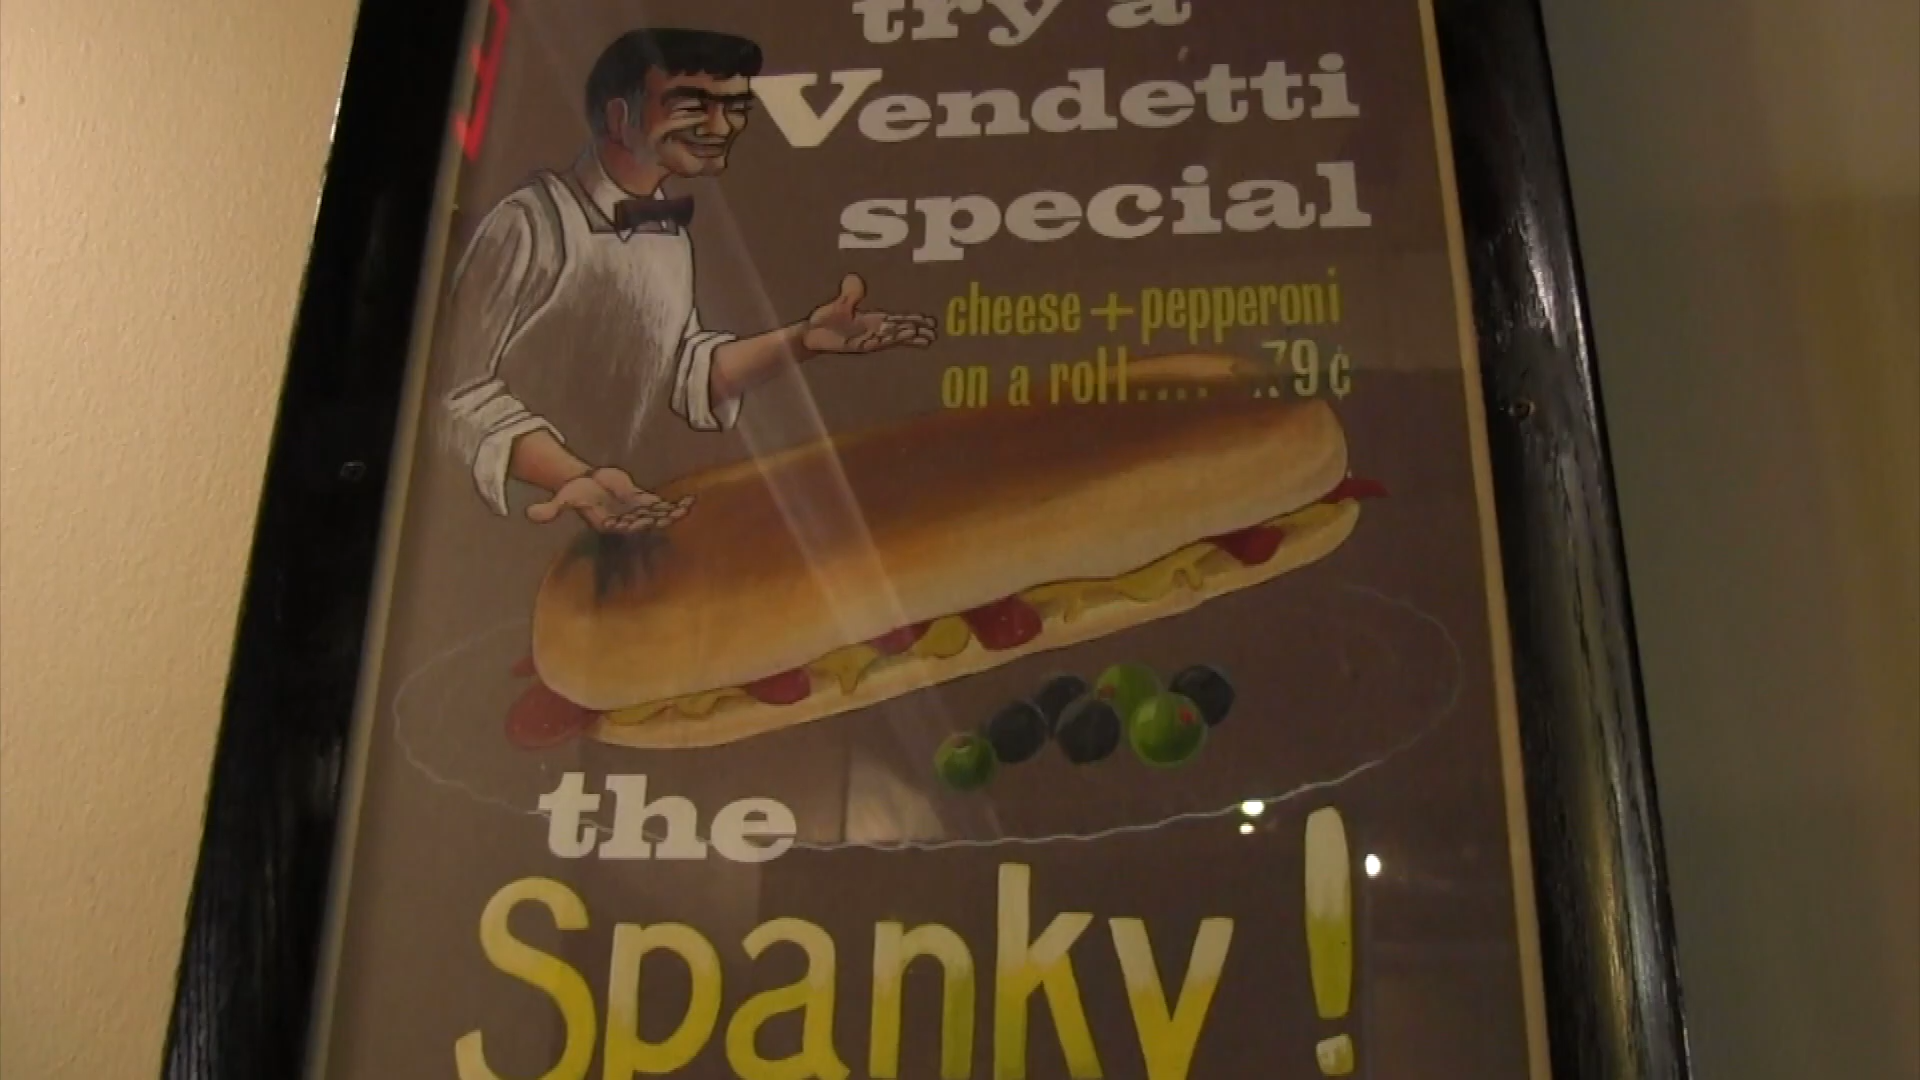 try a
Vendetti
special
cheese + pepperoni
on a roll.... .79¢
the
Spanky!